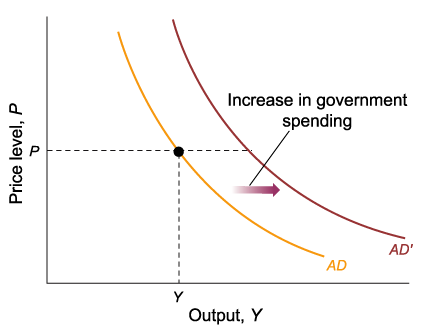 Price level, P
Increase in government
spending
P
AD'
AD
Y
Output, Y